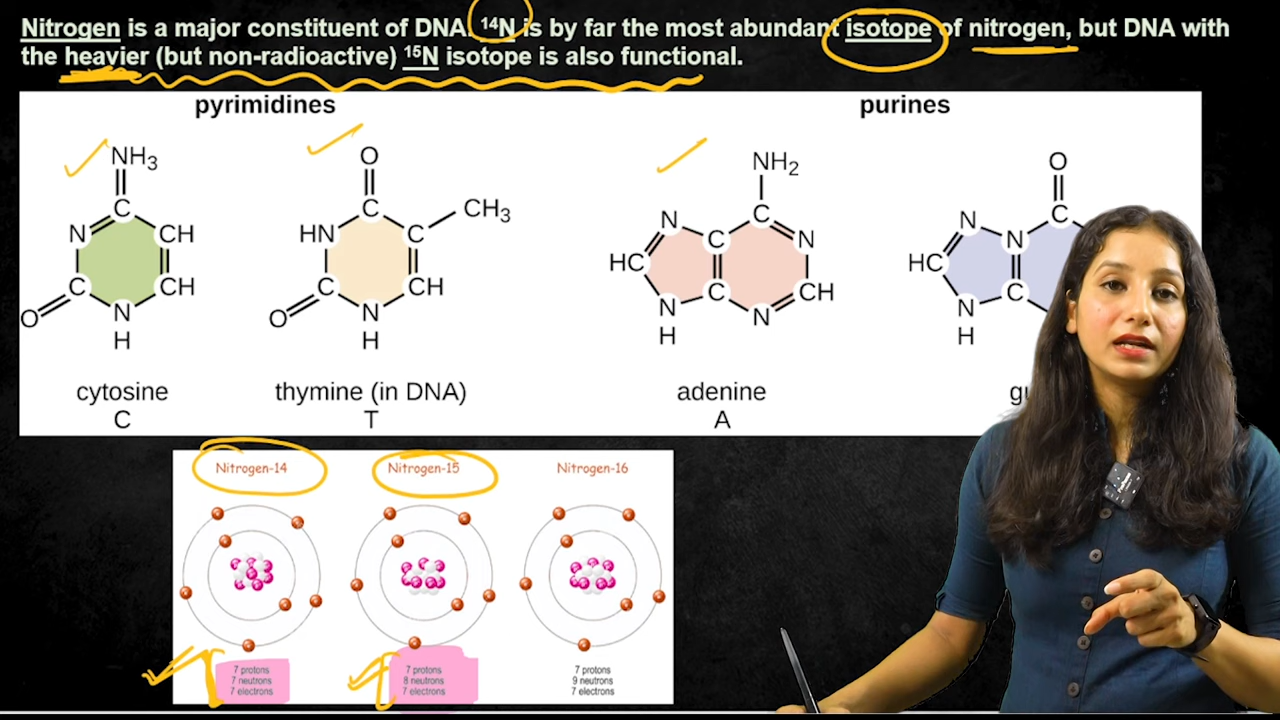 Nitrogen is a major constituent of DNA. ¹⁴N is by far the most abundant isotope of nitrogen, but DNA with
the heavier (but non-radioactive) ¹⁵N isotope is also functional.
pyrimidines
purines
NH₃
C
N
CH
C
CH
O
N
H
cytosine
C
O
C
CH₃
HN
C
C
CH
O
N
H
thymine (in DNA)
T
NH₂
N
C
C
N
HC
C
CH
N
N
H
adenine
A
O
N
C
N
HC
C
N
H
Nitrogen-14
7 protons
7 neutrons
7 electrons
Nitrogen-15
7 protons
8 neutrons
7 electrons
Nitrogen-16
7 protons
9 neutrons
7 electrons